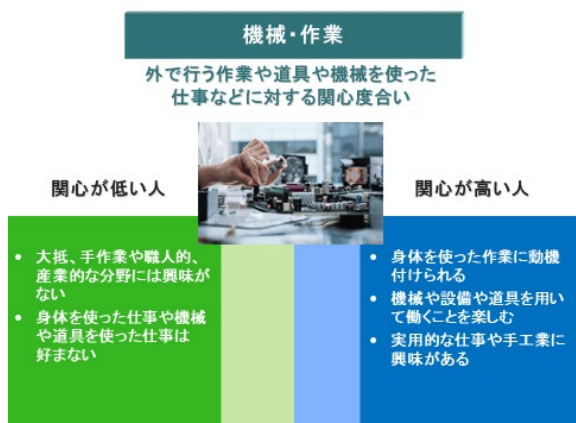 機械・作業
外で行う作業や道具や機械を使った
仕事などに対する関心度合い
関心が低い人
関心が高い人
• 大抵、手作業や職人的、
産業的な分野には興味が
ない
• 身体を使った仕事や機械
や道具を使った仕事は
好まない
• 身体を使った作業に動機
付けられる
• 機械や設備や道具を用い
て働くことを楽しむ
• 実用的な仕事や手工業に
興味がある